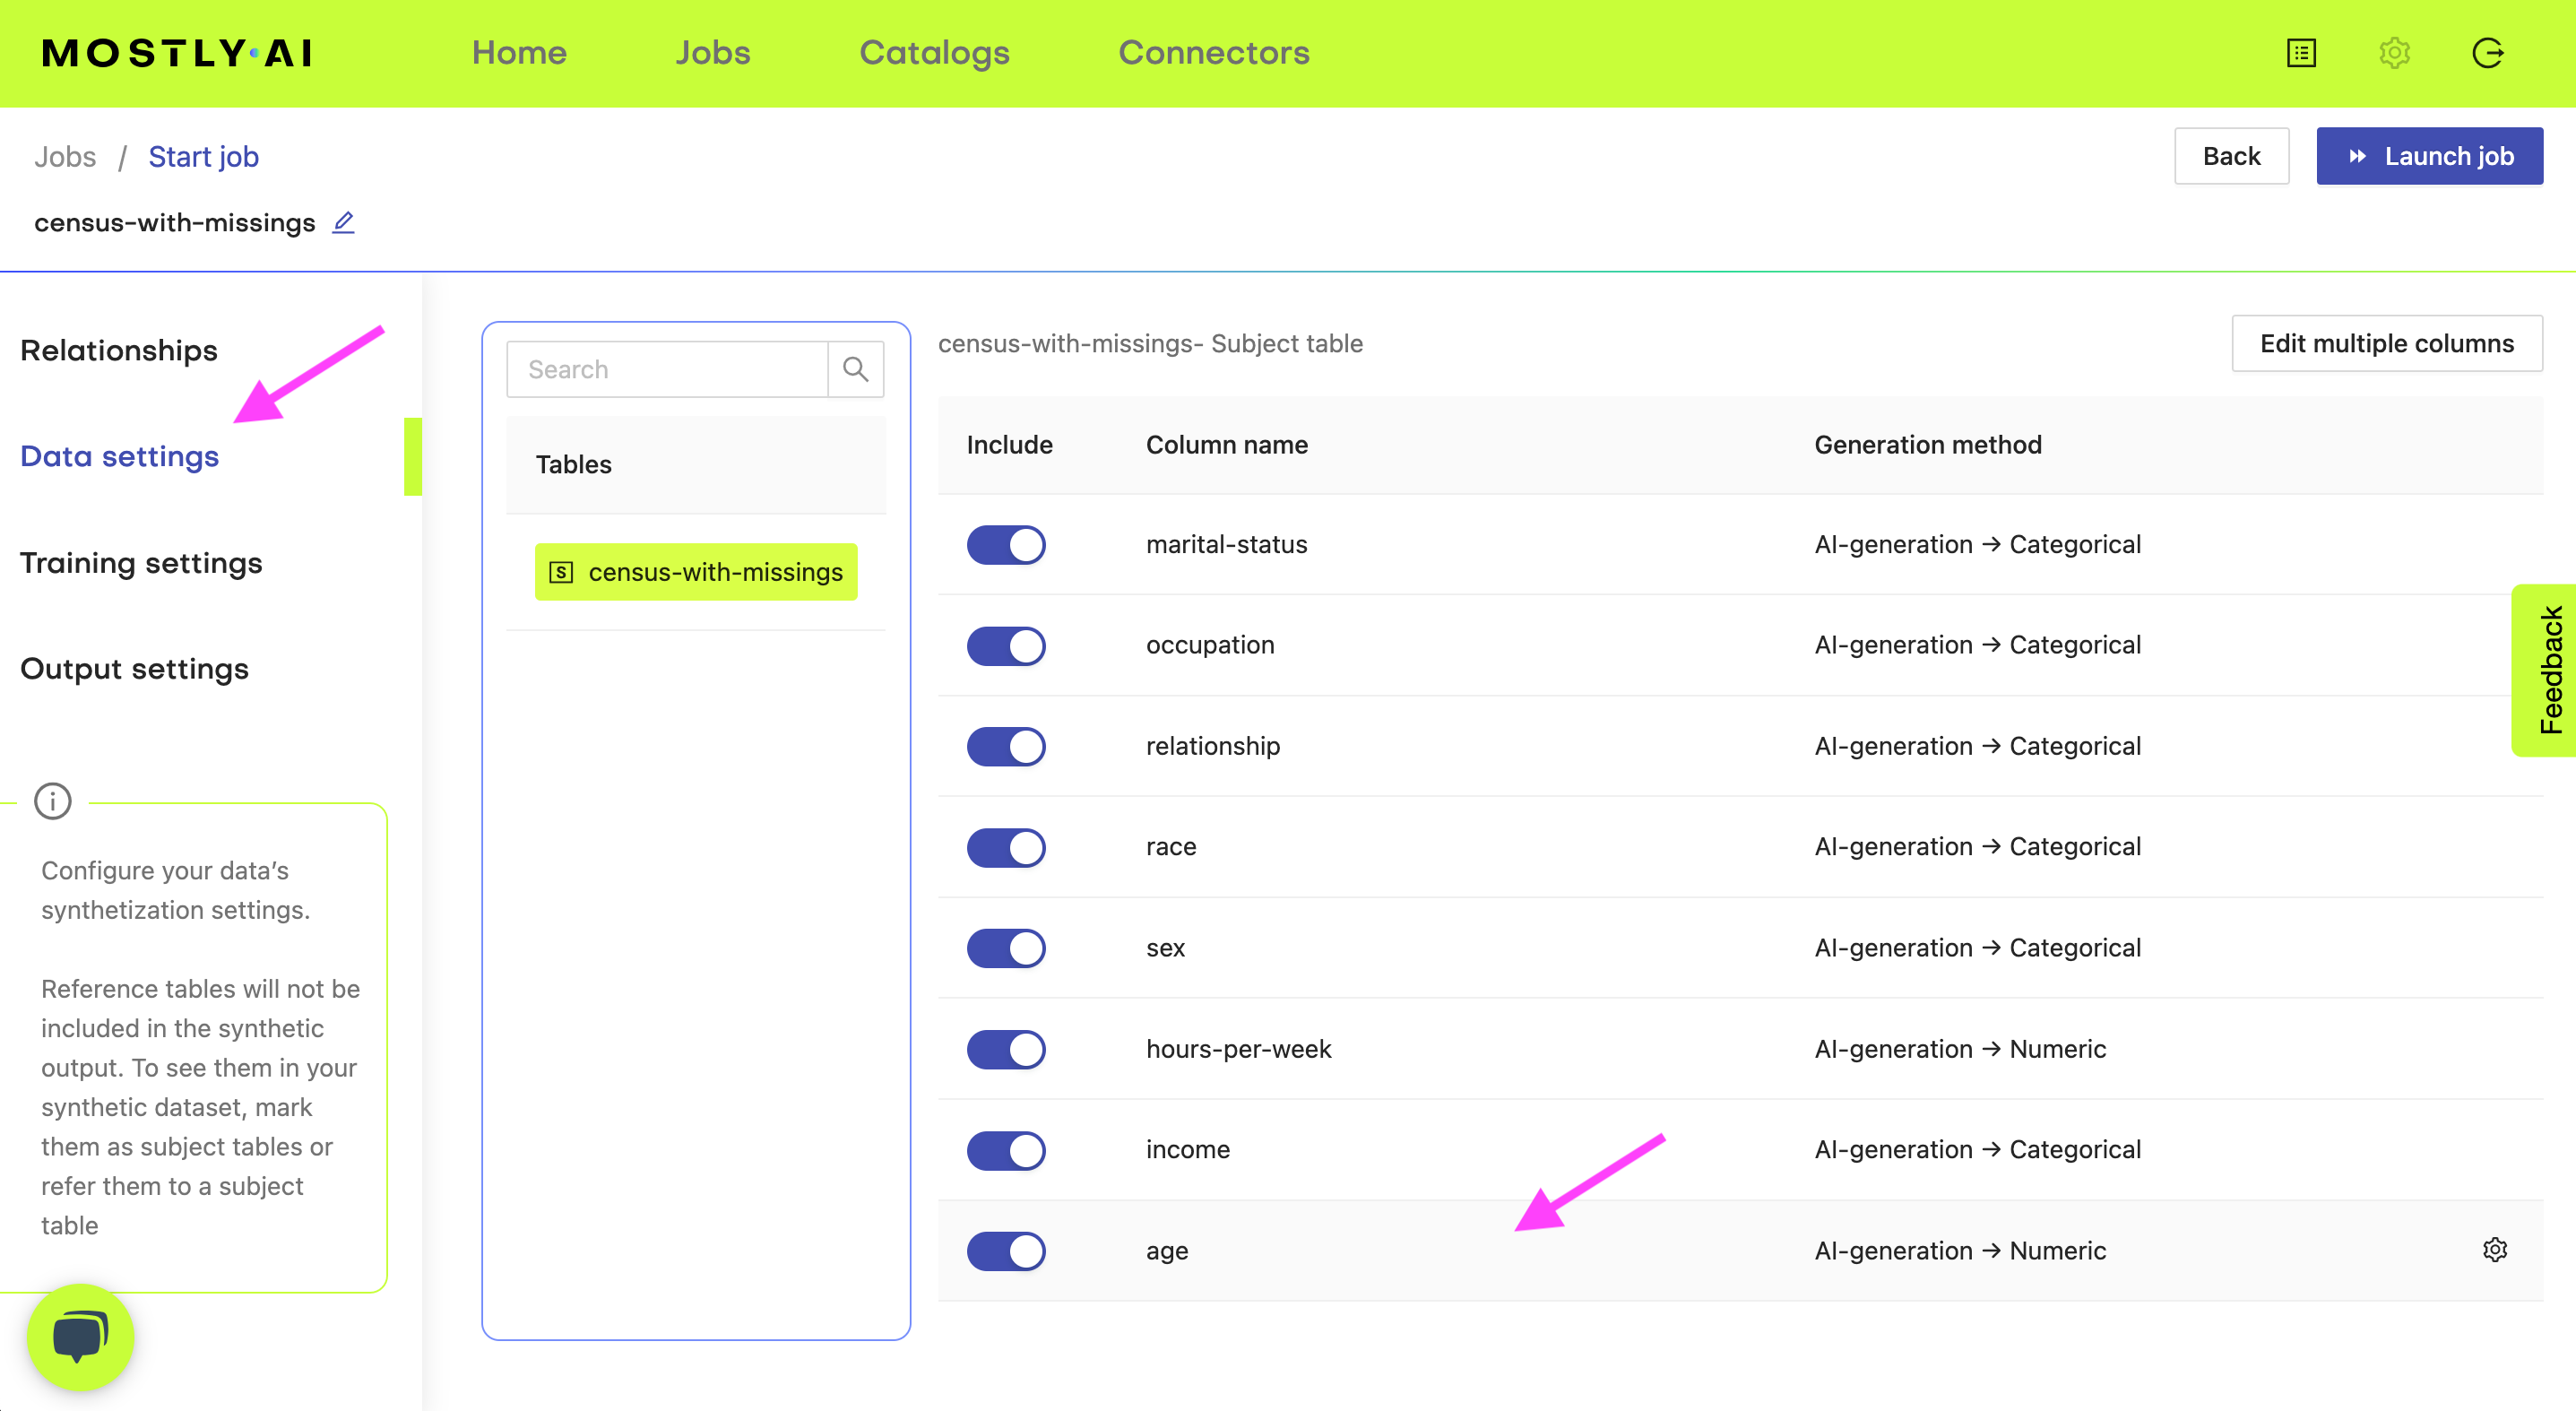 MOSTLY·AI Home Jobs Catalogs Connectors
Jobs / Start job
Back
Launch job
census-with-missings
Relationships
Data settings
Training settings
Output settings
Configure your data’s
synthetization settings.
Reference tables will not be
included in the synthetic
output. To see them in your
synthetic dataset, mark
them as subject tables or
refer them to a subject
table
Search
Tables
S census-with-missings
census-with-missings- Subject table
Edit multiple columns
Include Column name Generation method
marital-status AI-generation → Categorical
occupation AI-generation → Categorical
relationship AI-generation → Categorical
race AI-generation → Categorical
sex AI-generation → Categorical
hours-per-week AI-generation → Numeric
income AI-generation → Categorical
age AI-generation → Numeric
Feedback